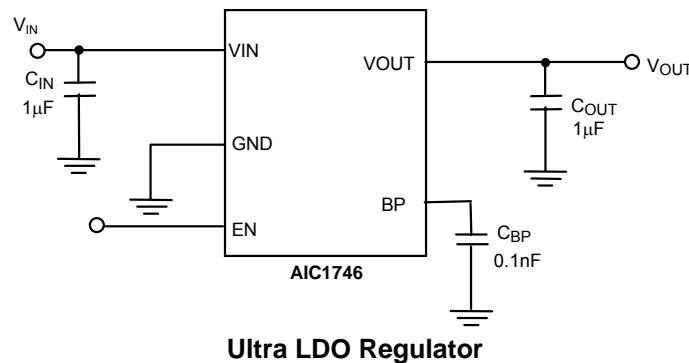 VIN
CIN
1μF
VIN
GND
EN
VOUT
BP
AIC1746
VOUT
COUT
1μF
CBP
0.1nF
Ultra LDO Regulator